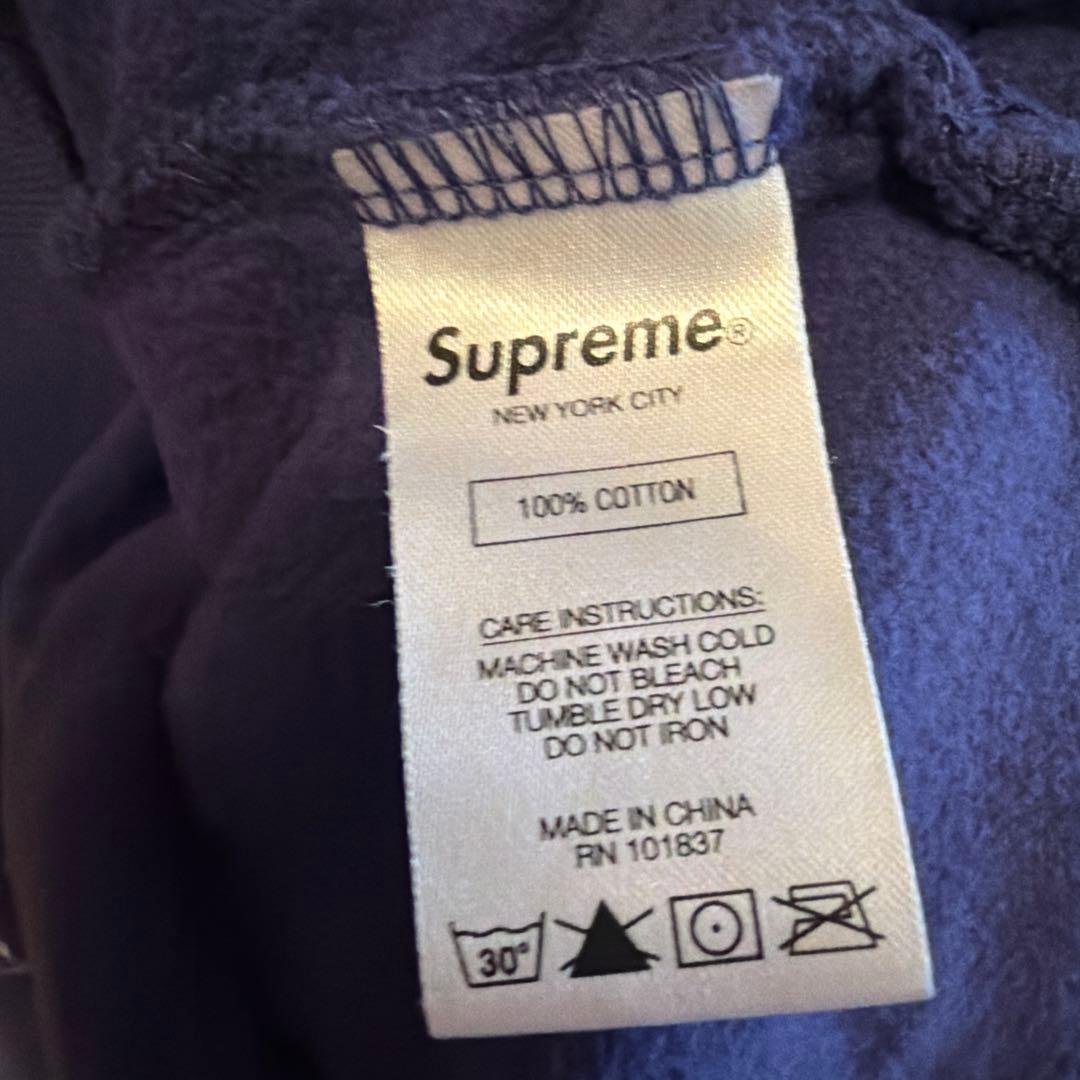 Supreme®
NEW YORK CITY
100% COTTON
CARE INSTRUCTIONS:
MACHINE WASH COLD
DO NOT BLEACH
TUMBLE DRY LOW
DO NOT IRON
MADE IN CHINA
RN 101837
30°